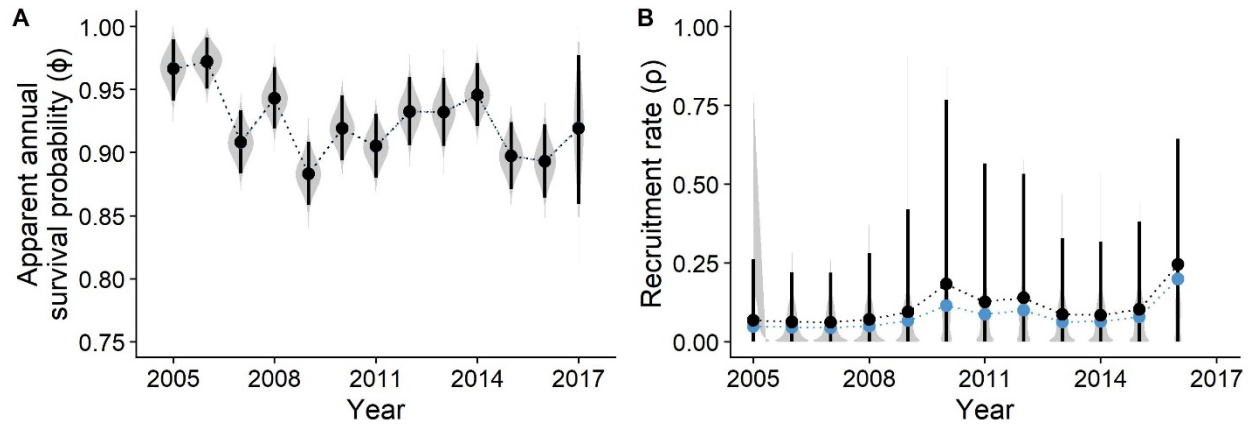 A
Apparent annual
survival probability (ϕ)
1.00
0.95
0.90
0.85
0.80
0.75
2005 2008 2011 2014 2017
Year
B
Recruitment rate (ρ)
1.00
0.75
0.50
0.25
0.00
2005 2008 2011 2014 2017
Year